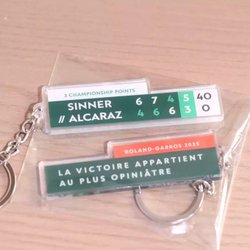 3 CHAMPIONSHIP POINTS
SINNER 6 7 4 5 40
// ALCARAZ 4 6 6 3 0
ROLAND-GARROS 2025
LA VICTOIRE APPARTIENT
AU PLUS OPINIÂTRE